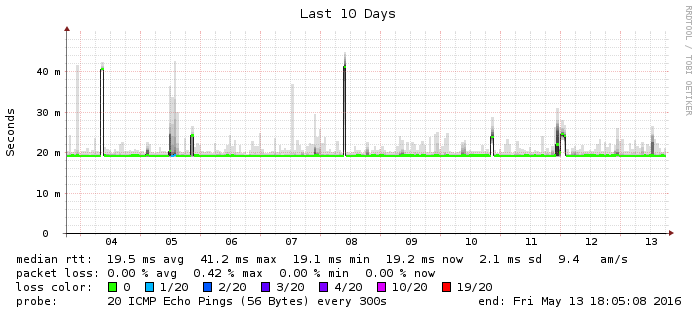 Last 10 Days
RRDTOOL / TOBI OETIKER
Seconds
40 m
30 m
20 m
10 m
0
04 05 06 07 08 09 10 11 12 13
median rtt: 19.5 ms avg 41.2 ms max 19.1 ms min 19.2 ms now 2.1 ms sd 9.4 am/s
packet loss: 0.00 % avg 0.42 % max 0.00 % min 0.00 % now
loss color: 0 1/20 2/20 3/20 4/20 10/20 19/20
probe: 20 ICMP Echo Pings (56 Bytes) every 300s end: Fri May 13 18:05:08 2016